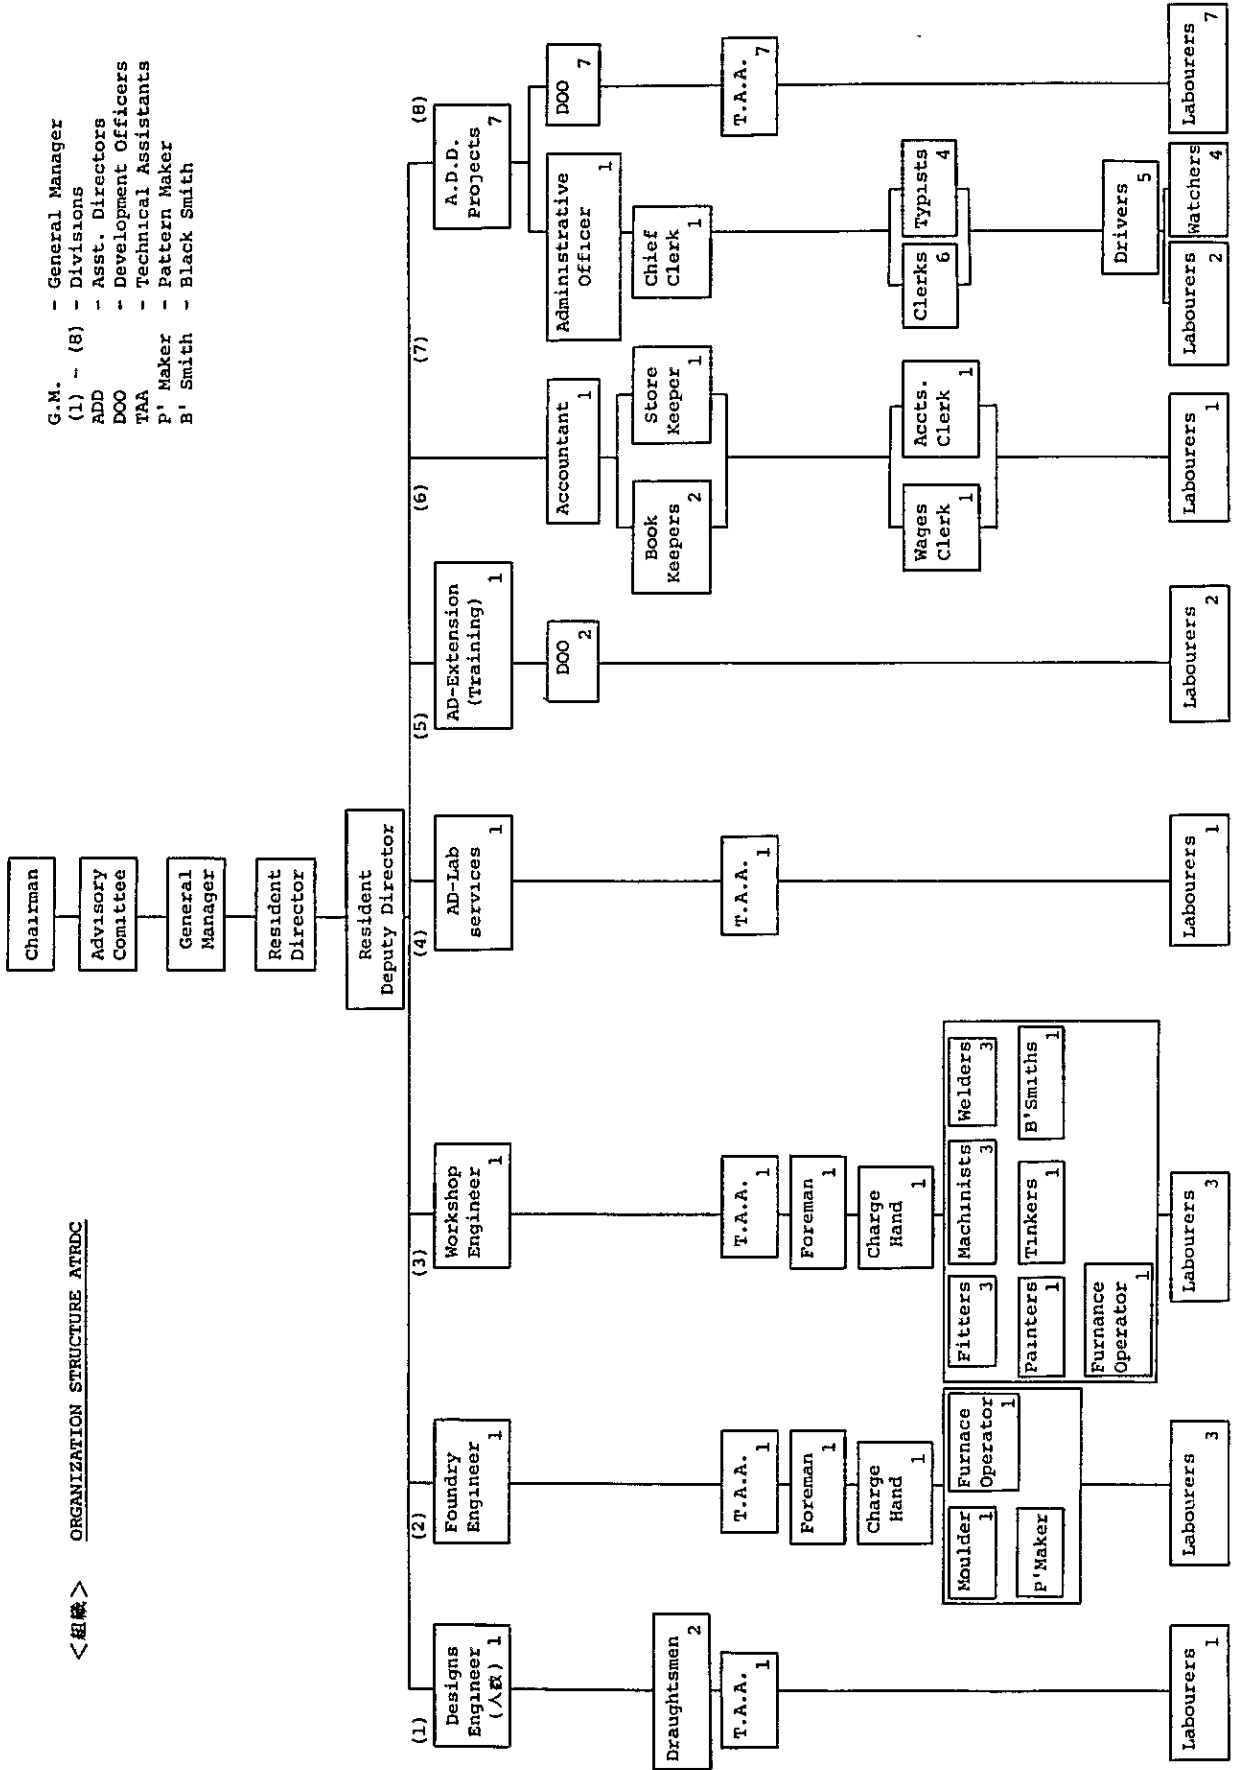 <組織> ORGANIZATION STRUCTURE ATRDC
G.M. - General Manager
(1) - (8) - Divisions
ADD - Asst. Directors
DOO - Development Officers
TAA - Technical Assistants
P' Maker - Pattern Maker
B' Smith - Black Smith
Chairman
Advisory
Comittee
General
Manager
Resident
Director
Resident
Deputy Director
(1)
Designs
Engineer
(人数) 1
Draughtsmen
2
T.A.A.
1
Labourers
1
(2)
Foundry
Engineer
1
T.A.A.
1
Foreman
1
Charge
Hand
1
Moulder
1
Furnace
Operator
1
P'Maker
Labourers
3
(3)
Workshop
Engineer
1
T.A.A.
1
Foreman
1
Charge
Hand
1
Fitters
3
Machinists
3
Welders
3
Painters
1
Tinkers
1
B'Smiths
1
Furnance
Operator
1
Labourers
3
(4)
AD-Lab
services
1
T.A.A.
1
Labourers
1
(5)
AD-Extension
(Training)
1
DOO
2
Labourers
2
(6)
Accountant
1
Book
Keepers
2
Store
Keeper
1
Wages
Clerk
1
Accts.
Clerk
1
Labourers
1
(7)
Administrative
Officer
1
Chief
Clerk
1
Clerks
6
Typists
4
Drivers
5
Labourers
2
Watchers
4
(8)
A.D.D.
Projects
7
DOO
7
T.A.A.
7
Labourers
7